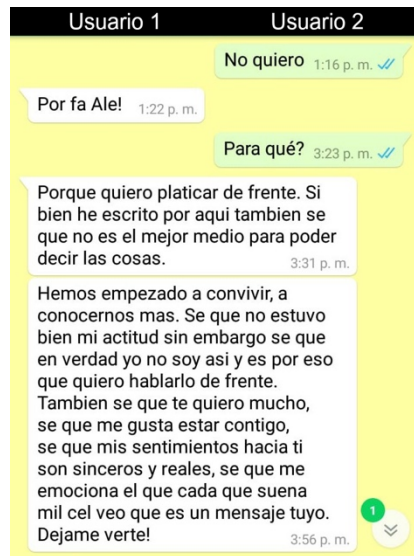 Usuario 1 Usuario 2
No quiero 1:16 p. m.
Por fa Ale! 1:22 p. m.
Para qué? 3:23 p. m.
Porque quiero platicar de frente. Si
bien he escrito por aqui tambien se
que no es el mejor medio para poder
decir las cosas. 3:31 p. m.
Hemos empezado a convivir, a
conocernos mas. Se que no estuvo
bien mi actitud sin embargo se que
en verdad yo no soy asi y es por eso
que quiero hablarlo de frente.
Tambien se que te quiero mucho,
se que me gusta estar contigo,
se que mis sentimientos hacia ti
son sinceros y reales, se que me
emociona el que cada que suena
mil cel veo que es un mensaje tuyo.
Dejame verte! 3:56 p. m.
1